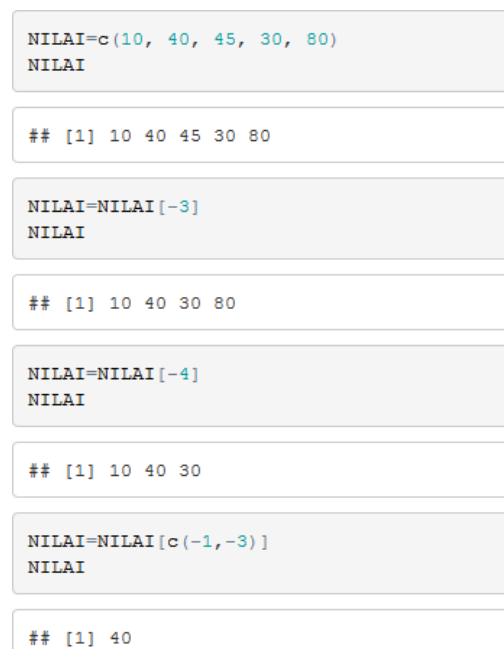 NILAI=c(10, 40, 45, 30, 80)
NILAI
## [1] 10 40 45 30 80
NILAI=NILAI[-3]
NILAI
## [1] 10 40 30 80
NILAI=NILAI[-4]
NILAI
## [1] 10 40 30
NILAI=NILAI[c(-1,-3)]
NILAI
## [1] 40